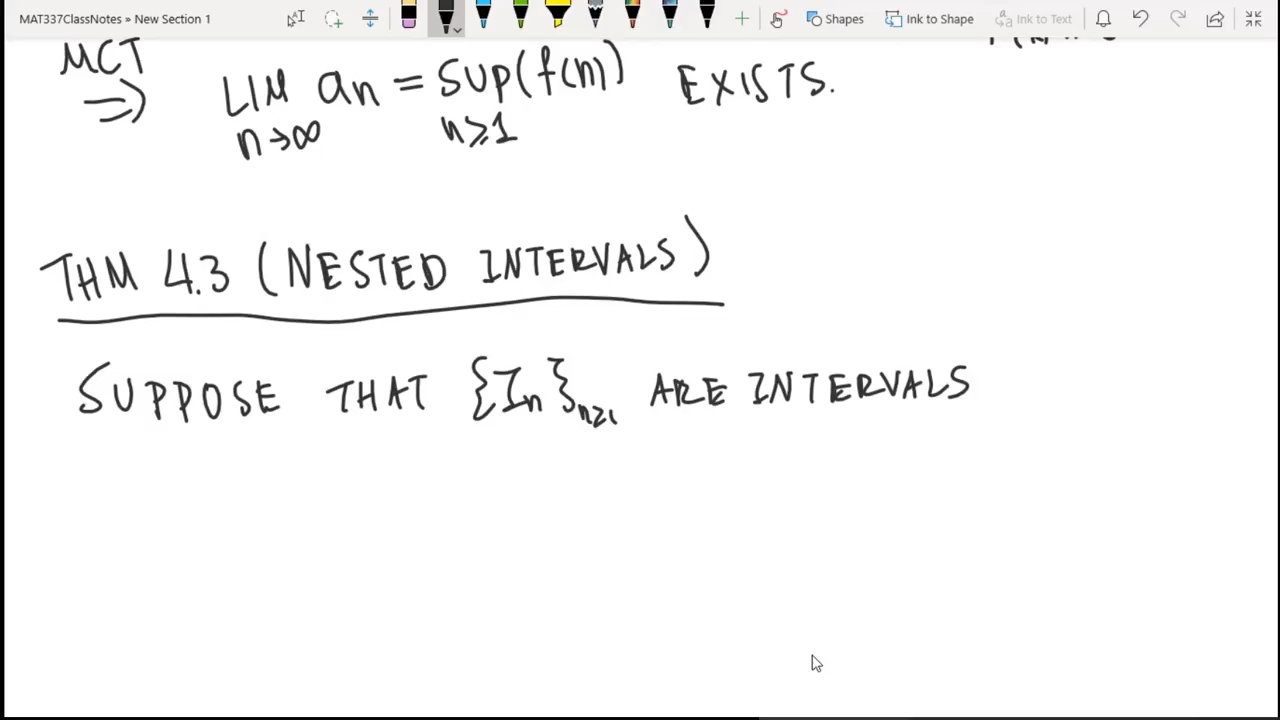 MAT337ClassNotes » New Section 1
Shapes
Ink to Shape
Ink to Text
MCT
⇒ LIM an = SUP(f(n)) EXISTS.
n→∞ n≥1
THM 4.3 (NESTED INTERVALS)
SUPPOSE THAT {In}n≥1 ARE INTERVALS